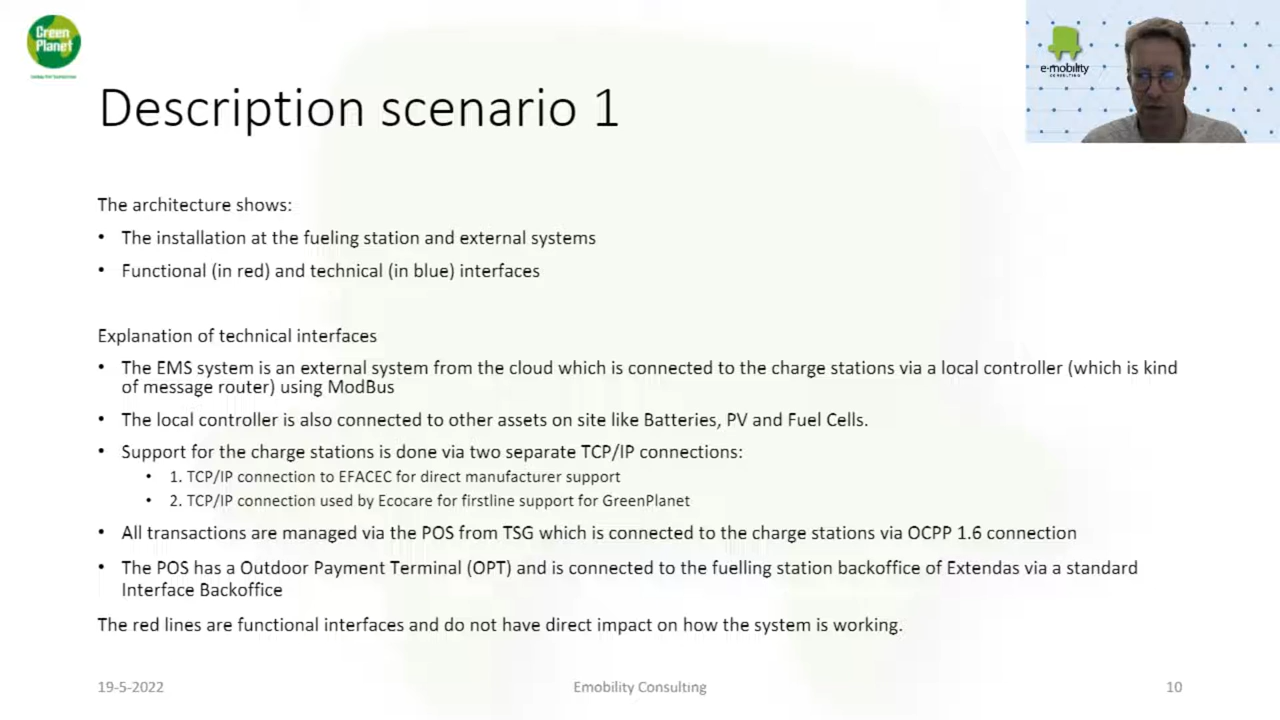 Green
Planet
e-mobility
CONSULTING
Description scenario 1
The architecture shows:
• The installation at the fueling station and external systems
• Functional (in red) and technical (in blue) interfaces
Explanation of technical interfaces
• The EMS system is an external system from the cloud which is connected to the charge stations via a local controller (which is kind
of message router) using ModBus
• The local controller is also connected to other assets on site like Batteries, PV and Fuel Cells.
• Support for the charge stations is done via two separate TCP/IP connections:
• 1. TCP/IP connection to EFACEC for direct manufacturer support
• 2. TCP/IP connection used by Ecocare for firstline support for GreenPlanet
• All transactions are managed via the POS from TSG which is connected to the charge stations via OCPP 1.6 connection
• The POS has a Outdoor Payment Terminal (OPT) and is connected to the fuelling station backoffice of Extendas via a standard
Interface Backoffice
The red lines are functional interfaces and do not have direct impact on how the system is working.
19-5-2022
Emobility Consulting
10